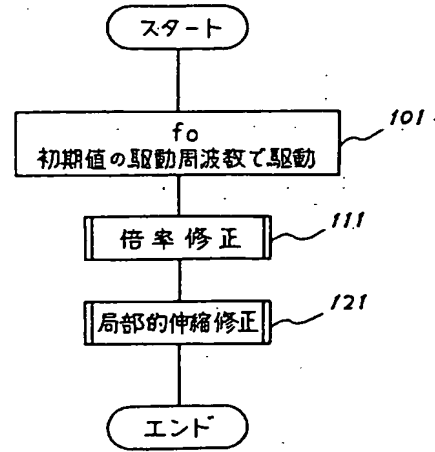 スタート
fo
初期値の駆動周波数で駆動
101
倍率修正
111
局部的伸縮修正
121
エンド